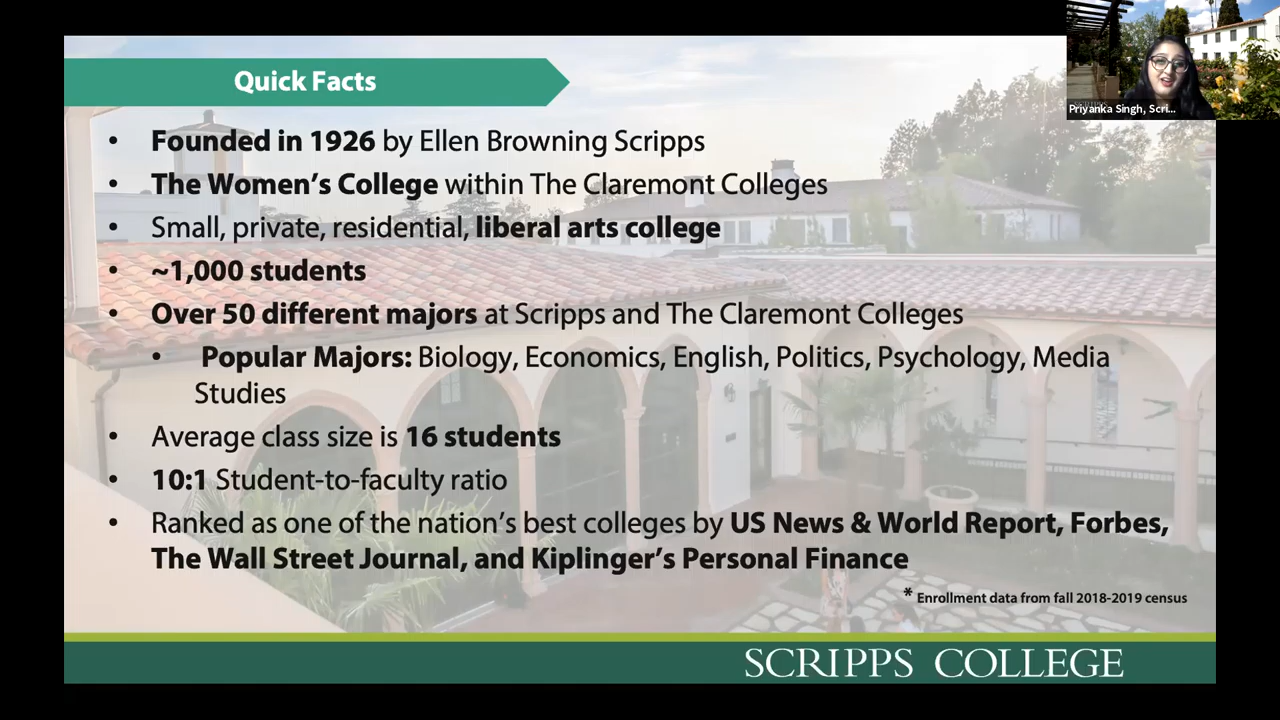 Quick Facts
Priyanka Singh, Scri...
• Founded in 1926 by Ellen Browning Scripps
• The Women’s College within The Claremont Colleges
• Small, private, residential, liberal arts college
• ~1,000 students
• Over 50 different majors at Scripps and The Claremont Colleges
• Popular Majors: Biology, Economics, English, Politics, Psychology, Media
Studies
• Average class size is 16 students
• 10:1 Student-to-faculty ratio
• Ranked as one of the nation’s best colleges by US News & World Report, Forbes,
The Wall Street Journal, and Kiplinger’s Personal Finance
* Enrollment data from fall 2018-2019 census
SCRIPPS COLLEGE